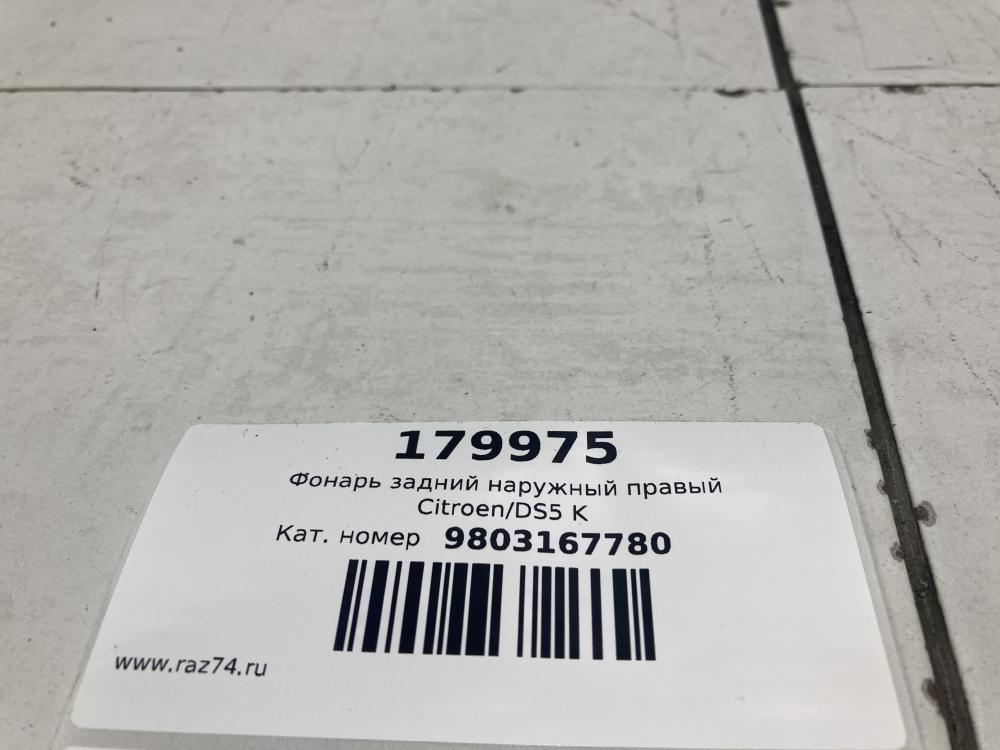 179975
Фонарь задний наружный правый
Citroen/DS5 K
Кат. номер 9803167780
www.raz74.ru